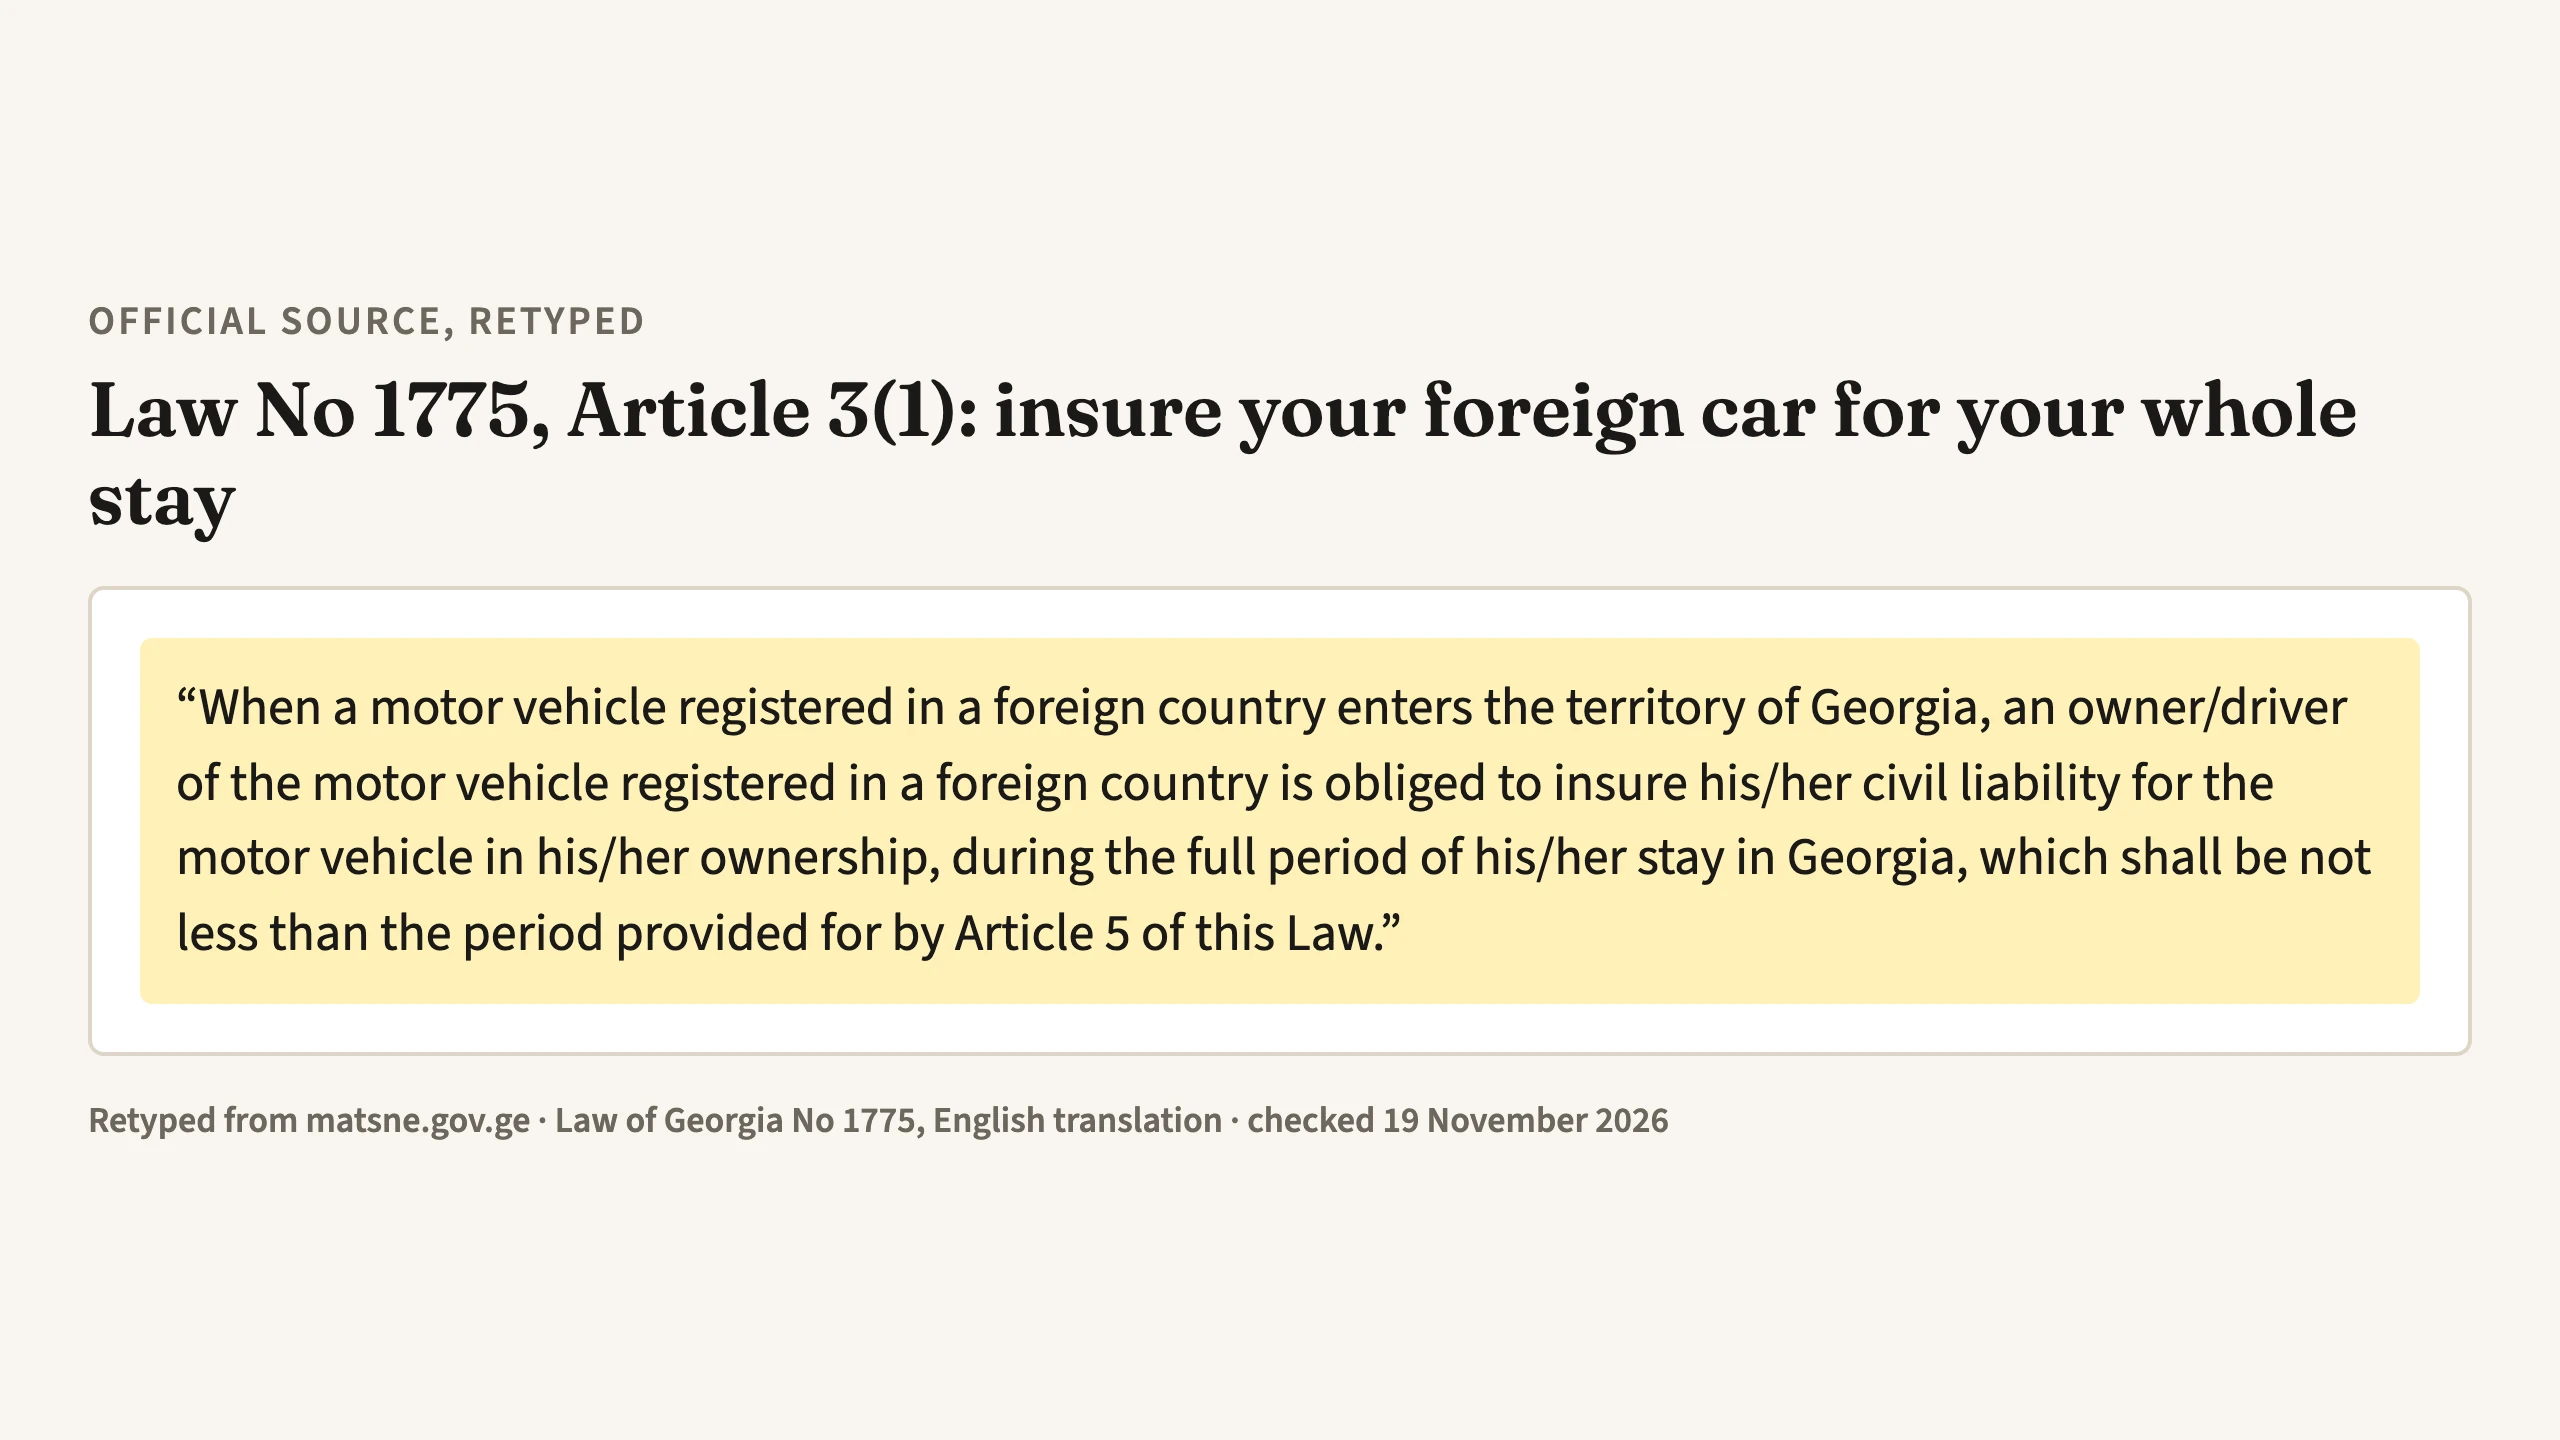 OFFICIAL SOURCE, RETYPED
Law No 1775, Article 3(1): insure your foreign car for your whole
stay
“When a motor vehicle registered in a foreign country enters the territory of Georgia, an owner/driver
of the motor vehicle registered in a foreign country is obliged to insure his/her civil liability for the
motor vehicle in his/her ownership, during the full period of his/her stay in Georgia, which shall be not
less than the period provided for by Article 5 of this Law.”
Retyped from matsne.gov.ge · Law of Georgia No 1775, English translation · checked 19 November 2026